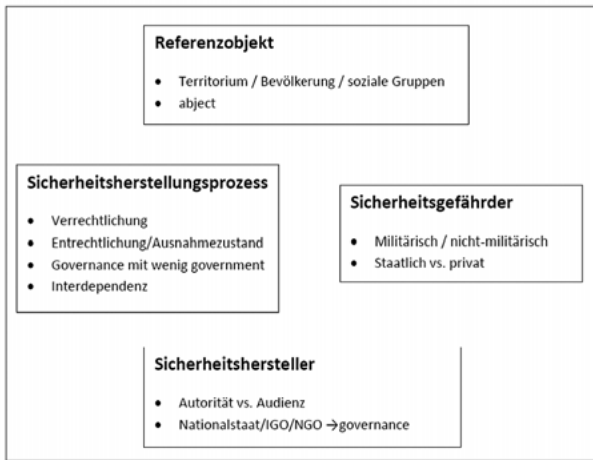 Referenzobjekt
• Territorium / Bevölkerung / soziale Gruppen
• abject
Sicherheitsherstellungsprozess
• Verrechtlichung
• Entrechtlichung/Ausnahmezustand
• Governance mit wenig government
• Interdependenz
Sicherheitsgefährder
• Militärisch / nicht-militärisch
• Staatlich vs. privat
Sicherheitshersteller
• Autorität vs. Audienz
• Nationalstaat/IGO/NGO →governance